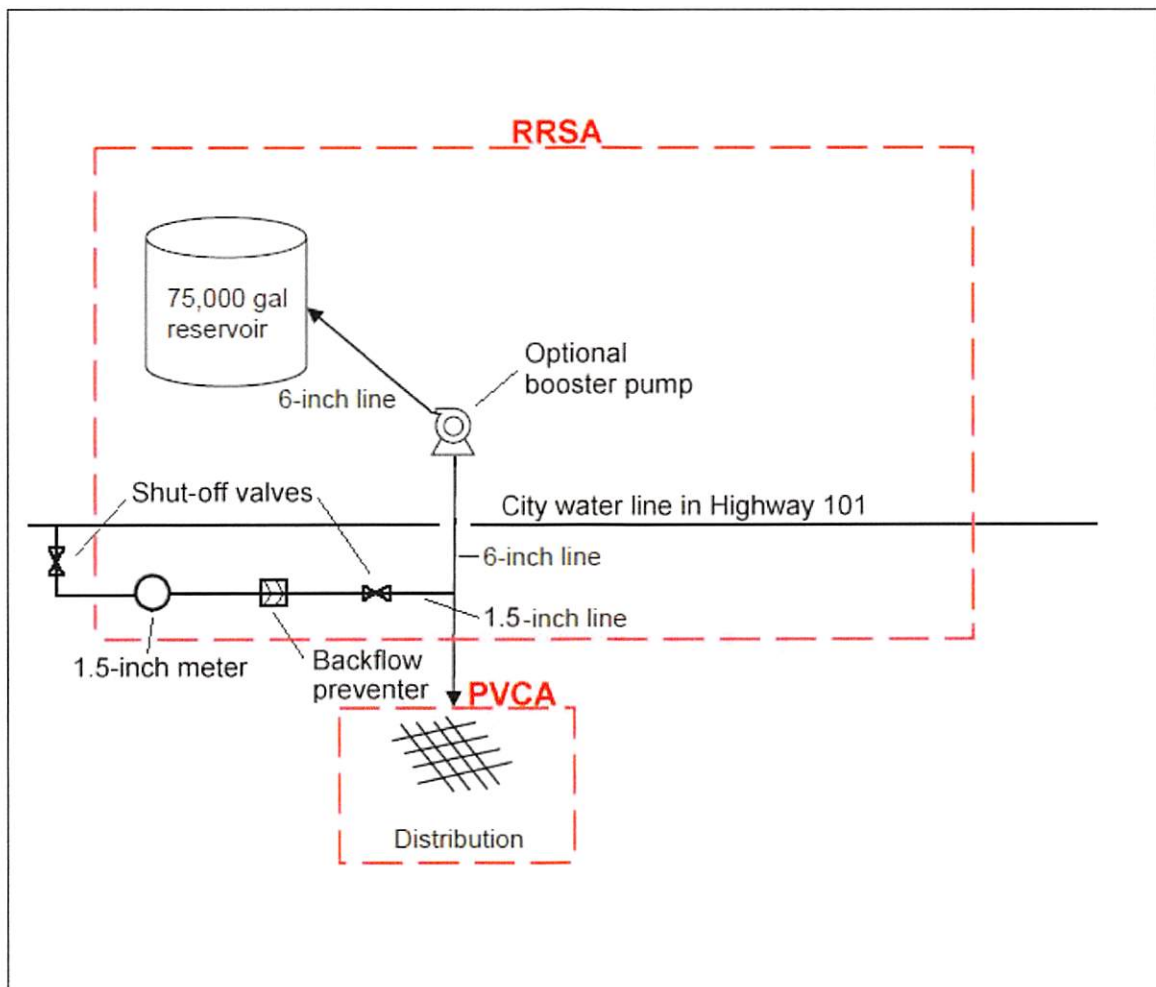 RRSA
75,000 gal
reservoir
Optional
booster pump
6-inch line
Shut-off valves
City water line in Highway 101
6-inch line
1.5-inch line
1.5-inch meter
Backflow
preventer
PVCA
Distribution